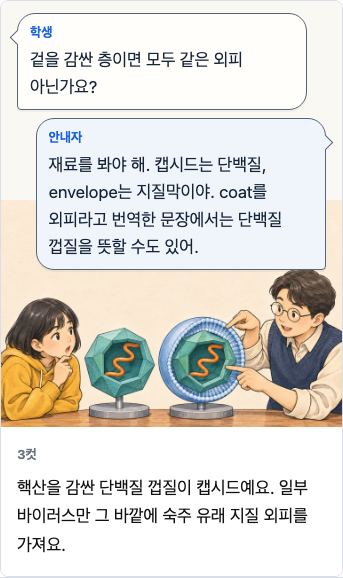 학생
겉을 감싼 층이면 모두 같은 외피
아닌가요?
안내자
재료를 봐야 해. 캡시드는 단백질,
envelope는 지질막이야. coat를
외피라고 번역한 문장에서는 단백질
껍질을 뜻할 수도 있어.
3컷
핵산을 감싼 단백질 껍질이 캡시드예요. 일부
바이러스만 그 바깥에 숙주 유래 지질 외피를
가져요.